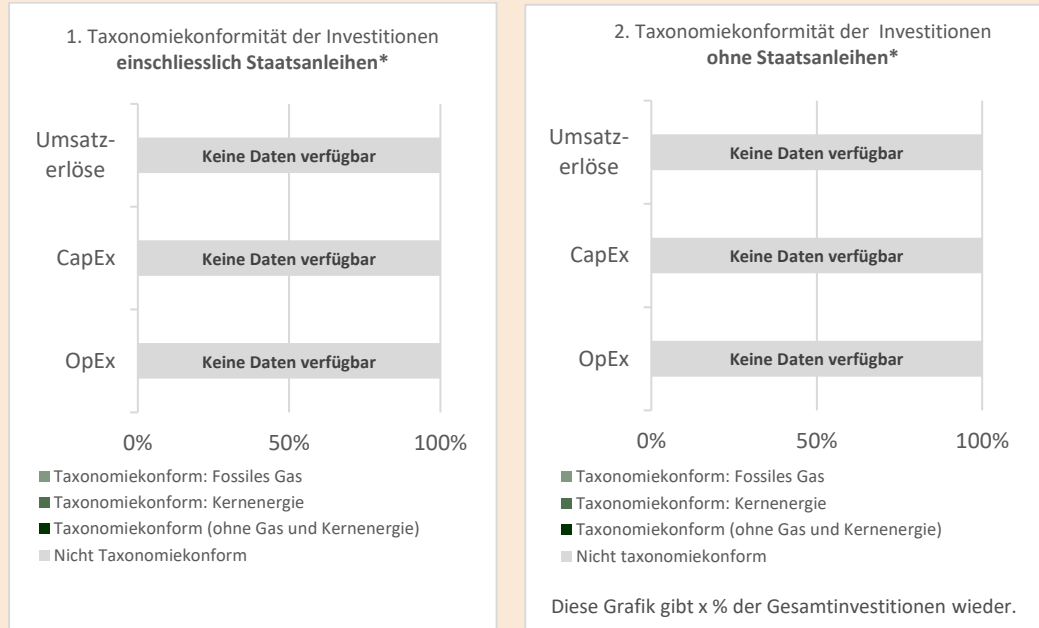 1. Taxonomiekonformität der Investitionen
einschliesslich Staatsanleihen*
Umsatz-
erlöse
Keine Daten verfügbar
CapEx
Keine Daten verfügbar
OpEx
Keine Daten verfügbar
0% 50% 100%
Taxonomiekonform: Fossiles Gas
Taxonomiekonform: Kernenergie
Taxonomiekonform (ohne Gas und Kernenergie)
Nicht Taxonomiekonform
2. Taxonomiekonformität der Investitionen
ohne Staatsanleihen*
Umsatz-
erlöse
Keine Daten verfügbar
CapEx
Keine Daten verfügbar
OpEx
Keine Daten verfügbar
0% 50% 100%
Taxonomiekonform: Fossiles Gas
Taxonomiekonform: Kernenergie
Taxonomiekonform (ohne Gas und Kernenergie)
Nicht taxonomiekonform
Diese Grafik gibt x % der Gesamtinvestitionen wieder.